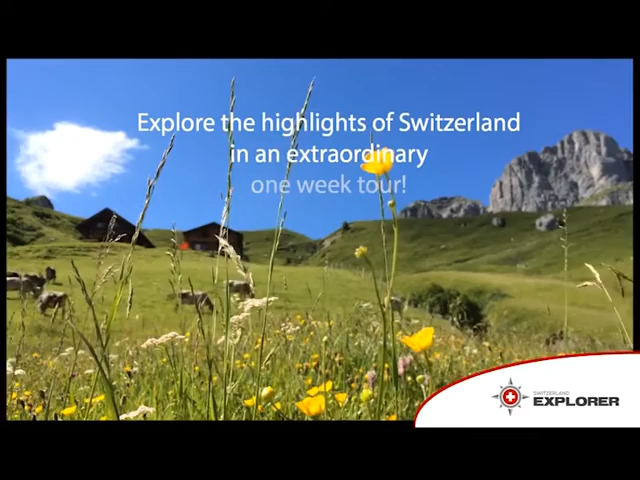 Explore the highlights of Switzerland
in an extraordinary
one week tour!
SWITZERLAND
EXPLORER